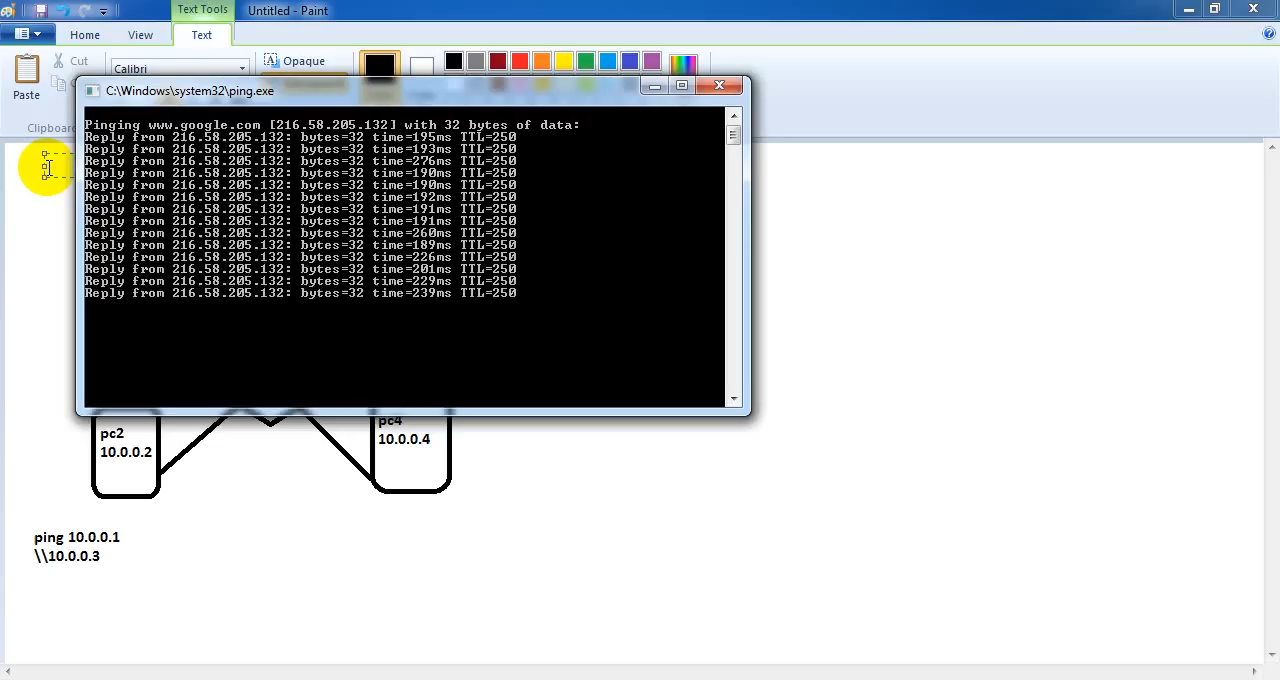 Text Tools
Untitled - Paint
Home
View
Text
Cut
Calibri
Opaque
Paste
Clipboard
C:\Windows\system32\ping.exe
Pinging www.google.com [216.58.205.132] with 32 bytes of data:
Reply from 216.58.205.132: bytes=32 time=195ms TTL=250
Reply from 216.58.205.132: bytes=32 time=193ms TTL=250
Reply from 216.58.205.132: bytes=32 time=276ms TTL=250
Reply from 216.58.205.132: bytes=32 time=190ms TTL=250
Reply from 216.58.205.132: bytes=32 time=190ms TTL=250
Reply from 216.58.205.132: bytes=32 time=192ms TTL=250
Reply from 216.58.205.132: bytes=32 time=191ms TTL=250
Reply from 216.58.205.132: bytes=32 time=191ms TTL=250
Reply from 216.58.205.132: bytes=32 time=260ms TTL=250
Reply from 216.58.205.132: bytes=32 time=189ms TTL=250
Reply from 216.58.205.132: bytes=32 time=226ms TTL=250
Reply from 216.58.205.132: bytes=32 time=201ms TTL=250
Reply from 216.58.205.132: bytes=32 time=229ms TTL=250
Reply from 216.58.205.132: bytes=32 time=239ms TTL=250
pc2
10.0.0.2
pc4
10.0.0.4
ping 10.0.0.1
\\10.0.0.3